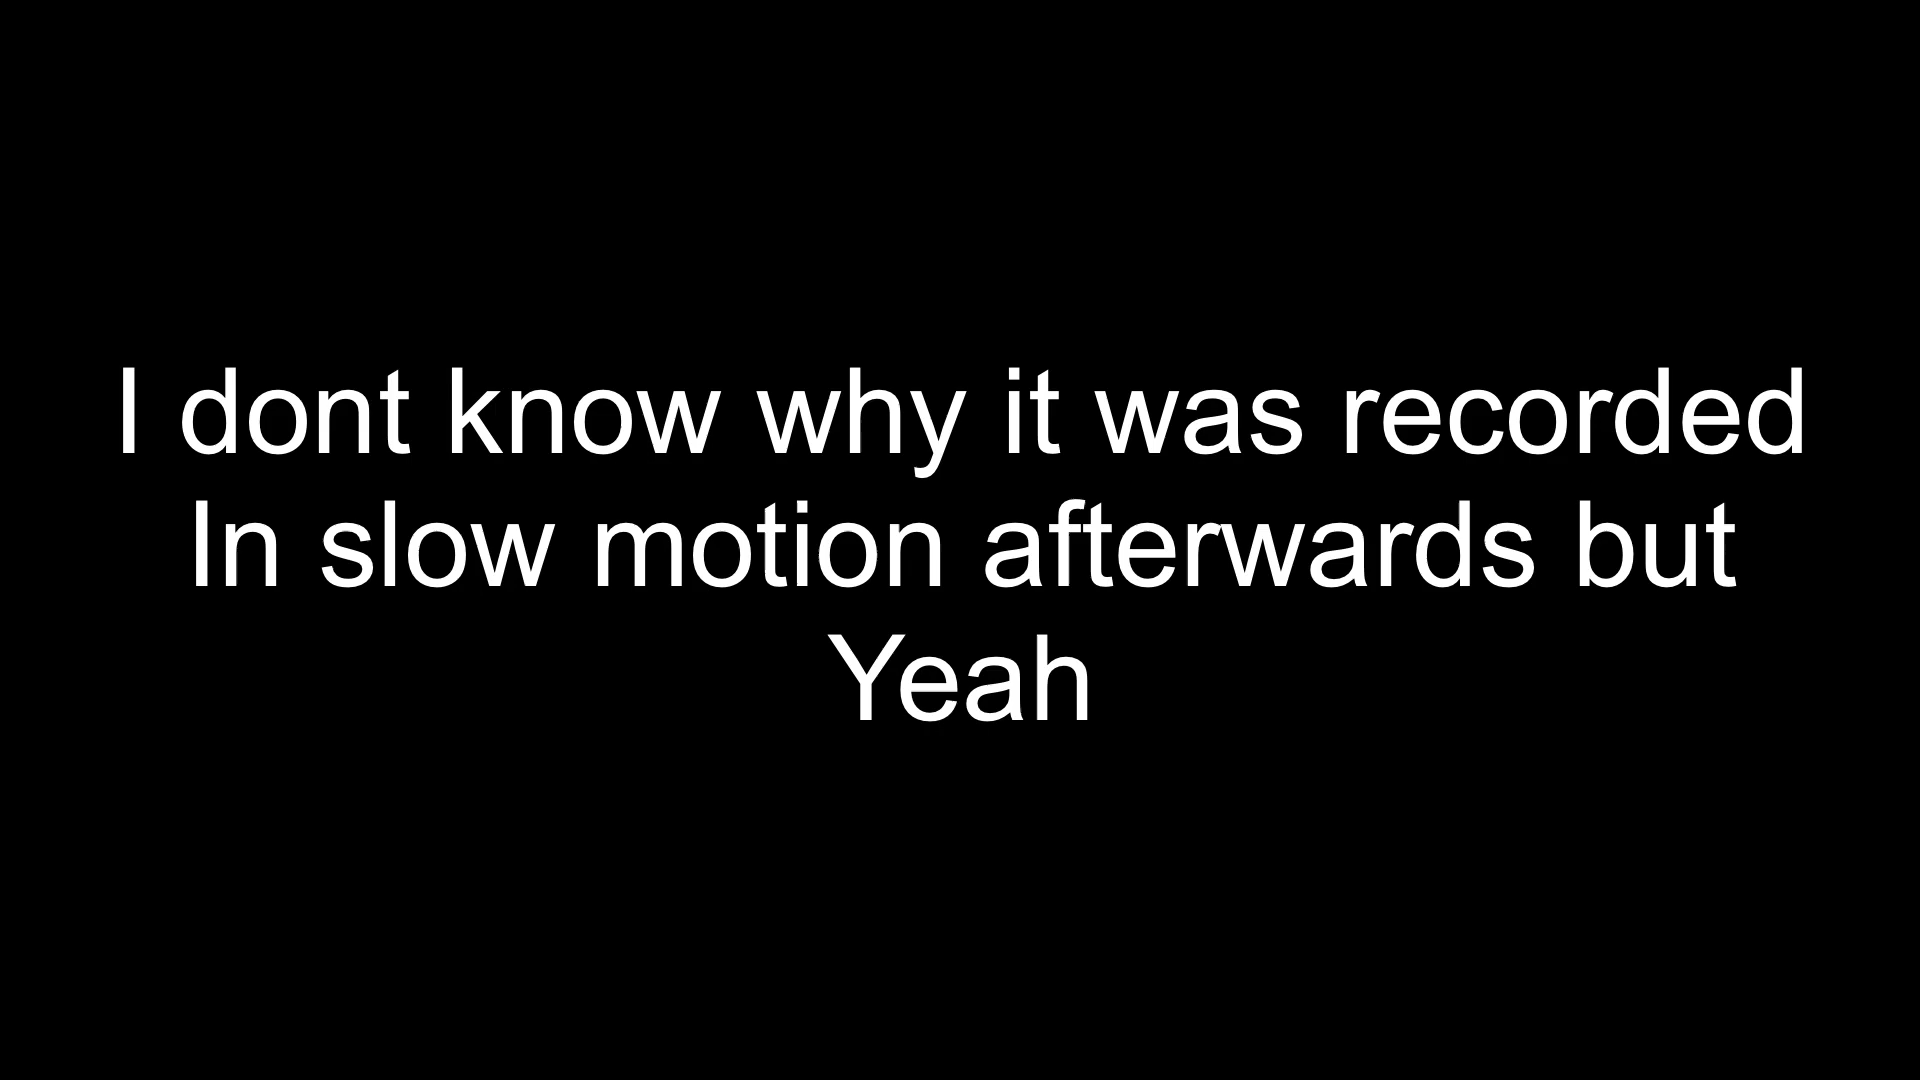 I dont know why it was recorded
In slow motion afterwards but
Yeah